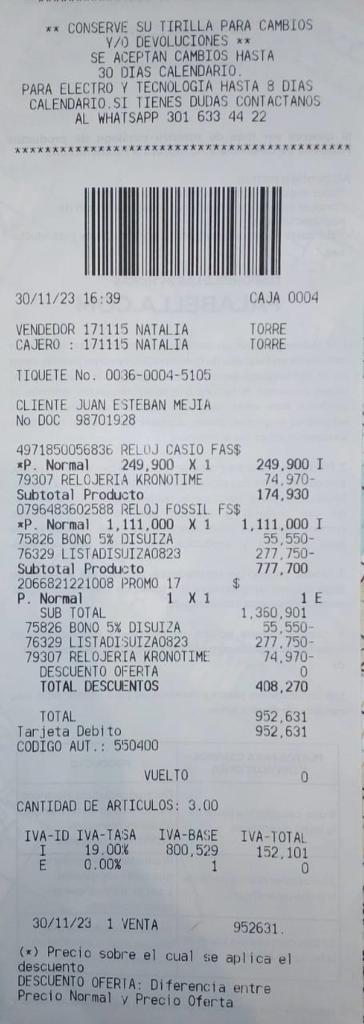 ** CONSERVE SU TIRILLA PARA CAMBIOS
Y/O DEVOLUCIONES **
SE ACEPTAN CAMBIOS HASTA
30 DIAS CALENDARIO.
PARA ELECTRO Y TECNOLOGIA HASTA 8 DIAS
CALENDARIO.SI TIENES DUDAS CONTACTANOS
AL WHATSAPP 301 633 44 22
30/11/23 16:39 CAJA 0004
VENDEDOR 171115 NATALIA TORRE
CAJERO : 171115 NATALIA TORRE
TIQUETE No. 0036-0004-5105
CLIENTE JUAN ESTEBAN MEJIA
No DOC 98701928
4971850056836 RELOJ CASIO FAS$
*P. Normal 249,900 X 1 249,900 I
79307 RELOJERIA KRONOTIME 74,970-
Subtotal Producto 174,930
0796483602588 RELOJ FOSSIL FS$
*P. Normal 1,111,000 X 1 1,111,000 I
75826 BONO 5% DISUIZA 55,550-
76329 LISTADISUIZA0823 277,750-
Subtotal Producto 777,700
2066821221008 PROMO 17 $
P. Normal 1 X 1 1 E
SUB TOTAL 1,360,901
75826 BONO 5% DISUIZA 55,550-
76329 LISTADISUIZA0823 277,750-
79307 RELOJERIA KRONOTIME 74,970-
DESCUENTO OFERTA 0
TOTAL DESCUENTOS 408,270
TOTAL 952,631
Tarjeta Debito 952,631
CODIGO AUT.: 550400
VUELTO 0
CANTIDAD DE ARTICULOS: 3.00
IVA-ID IVA-TASA IVA-BASE IVA-TOTAL
I 19.00% 800,529 152,101
E 0.00% 1 0
30/11/23 1 VENTA 952631.
(*) Precio sobre el cual se aplica el
descuento
DESCUENTO OFERTA: Diferencia entre
Precio Normal y Precio Oferta